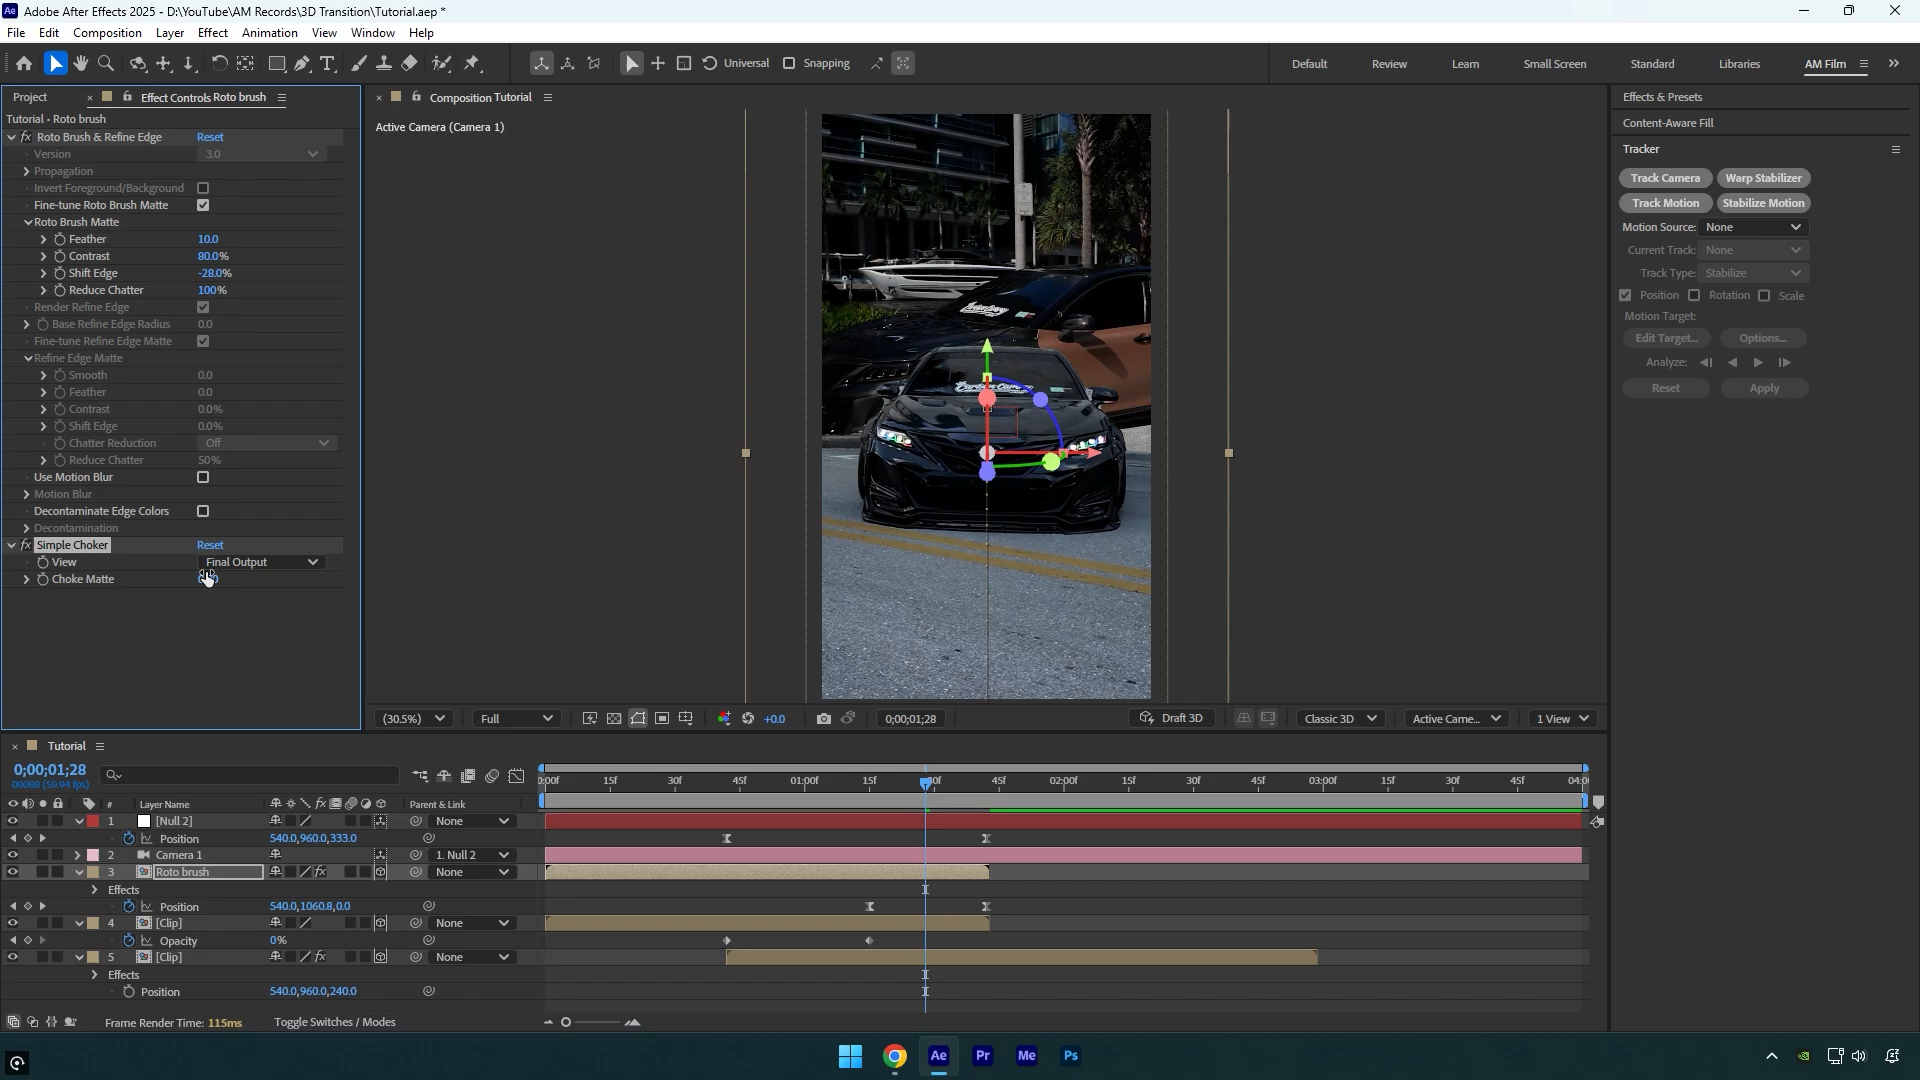 Adobe After Effects 2025 - D:\YouTube\AM Records\3D Transition\Tutorial.aep *
File Edit Composition Layer Effect Animation View Window Help
Universal Snapping Default Review Learn Small Screen Standard Libraries AM Film
Project Effect Controls Roto brush
Tutorial - Roto brush
Roto Brush & Refine Edge Reset
Version 3.0
Propagation
Invert Foreground/Background
Fine-tune Roto Brush Matte
Roto Brush Matte
Feather 10.0
Contrast 80.0%
Shift Edge -28.0%
Reduce Chatter 100%
Render Refine Edge
Base Refine Edge Radius 0.0
Fine-tune Refine Edge Matte
Refine Edge Matte
Smooth 0.0
Feather 0.0
Contrast 0.0%
Shift Edge 0.0%
Chatter Reduction Off
Reduce Chatter 50%
Use Motion Blur
Motion Blur
Decontaminate Edge Colors
Decontamination
Simple Choker Reset
View Final Output
Choke Matte
Composition Tutorial
Active Camera (Camera 1)
(30.5%) Full +0.0 0;00;01;28 Draft 3D Classic 3D Active Came... 1 View
Effects & Presets
Content-Aware Fill
Tracker
Track Camera Warp Stabilizer
Track Motion Stabilize Motion
Motion Source: None
Current Track: None
Track Type: Stabilize
Position Rotation Scale
Motion Target:
Edit Target... Options...
Analyze:
Reset Apply
Tutorial
0;00;01;28
00088 (59.94 fps)
15f 30f 45f 01:00f 15f 45f 02:00f 15f 30f 45f 03:00f 15f 30f 45f
# Layer Name Parent & Link
1 [Null 2] None
Position 540.0,960.0,333.0
2 Camera 1 1. Null 2
3 Roto brush fx None
Effects
Position 540.0,1060.8,0.0
4 [Clip] None
Opacity 0%
5 [Clip] fx None
Effects
Position 540.0,960.0,240.0
Frame Render Time: 115ms Toggle Switches / Modes
Ae Pr Me Ps